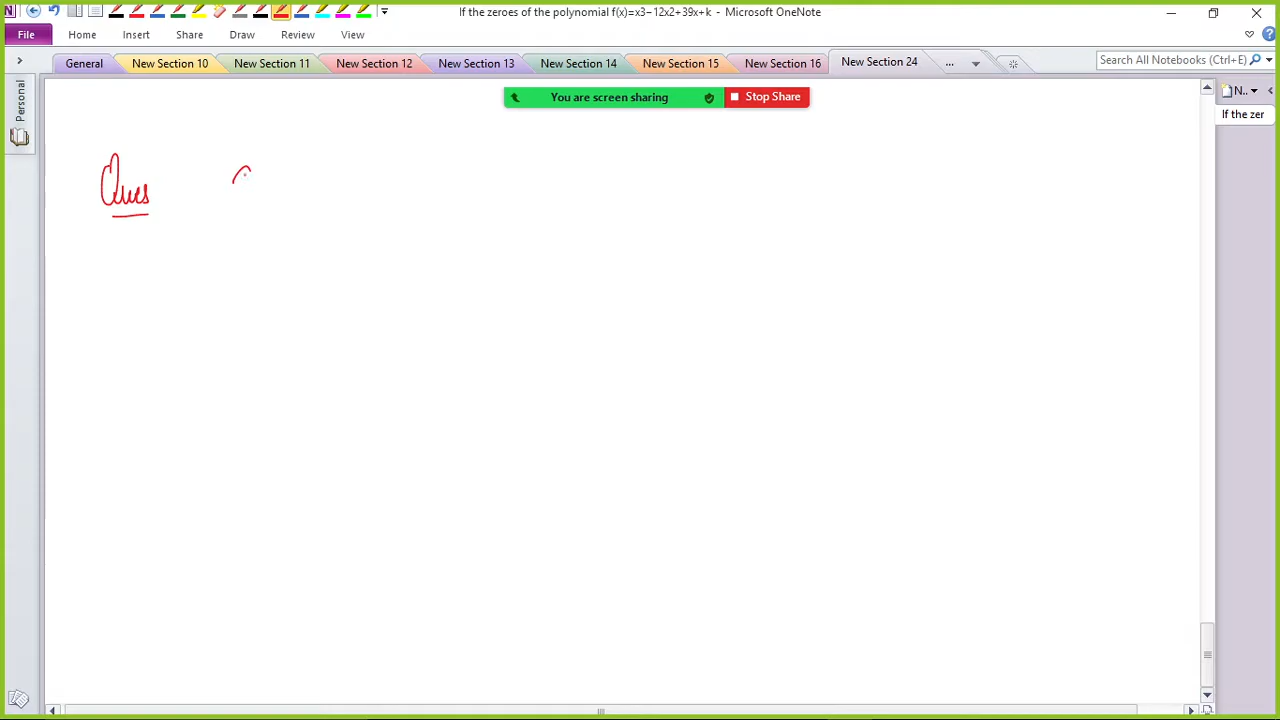 If the zeroes of the polynomial f(x)=x3−12x2+39x+k - Microsoft OneNote
File Home Insert Share Draw Review View
General New Section 10 New Section 11 New Section 12 New Section 13 New Section 14 New Section 15 New Section 16 New Section 24 ... Search All Notebooks (Ctrl+E)
You are screen sharing Stop Share
N..
If the zer
Personal
Ques